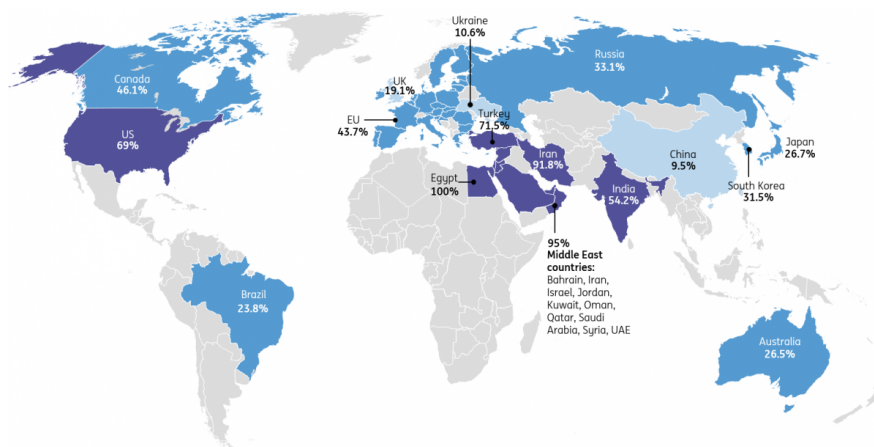 Ukraine
10.6%
Russia
33.1%
Canada
46.1%
UK
19.1%
EU
43.7%
Turkey
71.5%
US
69%
Japan
26.7%
China
9.5%
Iran
91.8%
South Korea
31.5%
Egypt
100%
India
54.2%
95%
Middle East
countries:
Bahrain, Iran,
Israel, Jordan,
Kuwait, Oman,
Qatar, Saudi
Arabia, Syria, UAE
Brazil
23.8%
Australia
26.5%